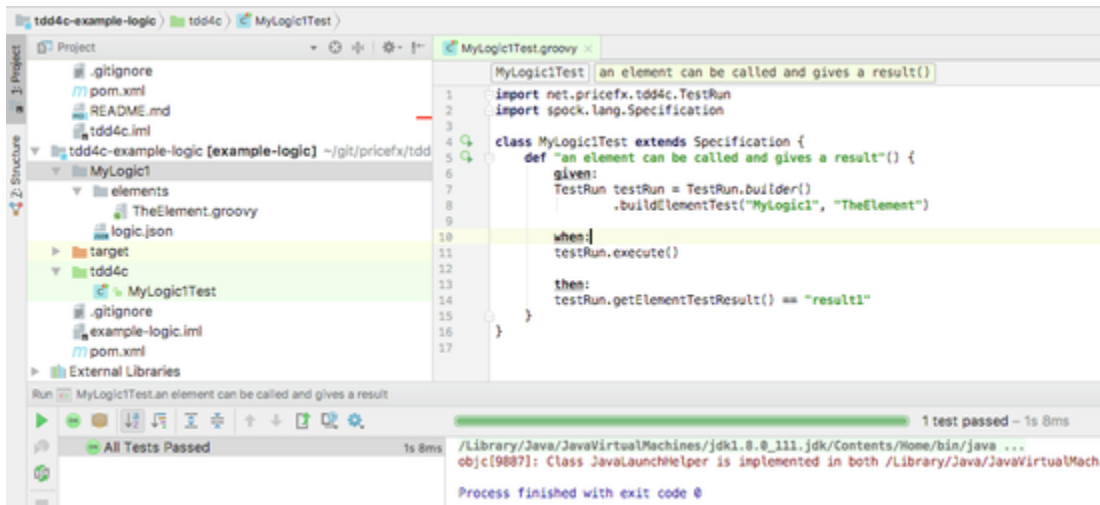 tdd4c-example-logic tdd4c MyLogic1Test
1: Project
2: Structure
Project
.gitignore
pom.xml
README.md
tdd4c.iml
tdd4c-example-logic [example-logic] ~/git/pricefx/tdd
MyLogic1
elements
TheElement.groovy
logic.json
target
tdd4c
MyLogic1Test
.gitignore
example-logic.iml
pom.xml
External Libraries
MyLogic1Test.groovy
MyLogic1Test an element can be called and gives a result()
1 import net.pricefx.tdd4c.TestRun
2 import spock.lang.Specification
3
4 class MyLogic1Test extends Specification {
5 def "an element can be called and gives a result"() {
6 given:
7 TestRun testRun = TestRun.builder()
8 .buildElementTest("MyLogic1", "TheElement")
9
10 when:
11 testRun.execute()
12
13 then:
14 testRun.getElementTestResult() == "result1"
15 }
16 }
17
Run MyLogic1Test.an element can be called and gives a result
1 test passed – 1s 8ms
All Tests Passed 1s 8ms
/Library/Java/JavaVirtualMachines/jdk1.8.0_111.jdk/Contents/Home/bin/java ...
objc[9887]: Class JavaLaunchHelper is implemented in both /Library/Java/JavaVirtualMach
Process finished with exit code 0